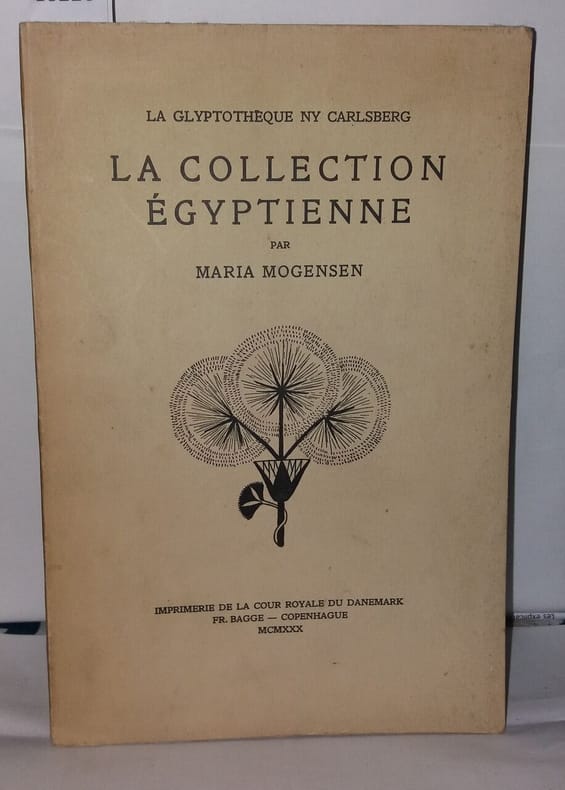 LA GLYPTOTHÈQUE NY CARLSBERG
LA COLLECTION
ÉGYPTIENNE
PAR
MARIA MOGENSEN
IMPRIMERIE DE LA COUR ROYALE DU DANEMARK
FR. BAGGE — COPENHAGUE
MCMXXX